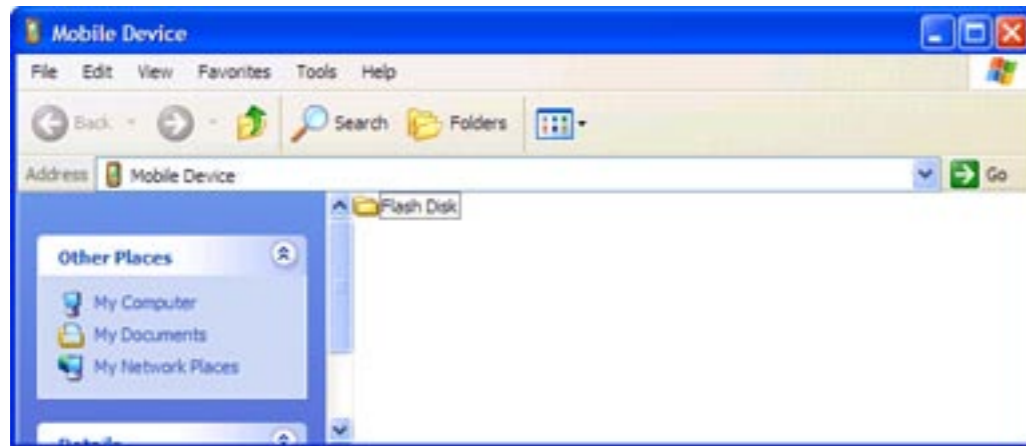 Mobile Device
File Edit View Favorites Tools Help
Back Search Folders
Address Mobile Device Go
Flash Disk
Other Places
My Computer
My Documents
My Network Places
Details